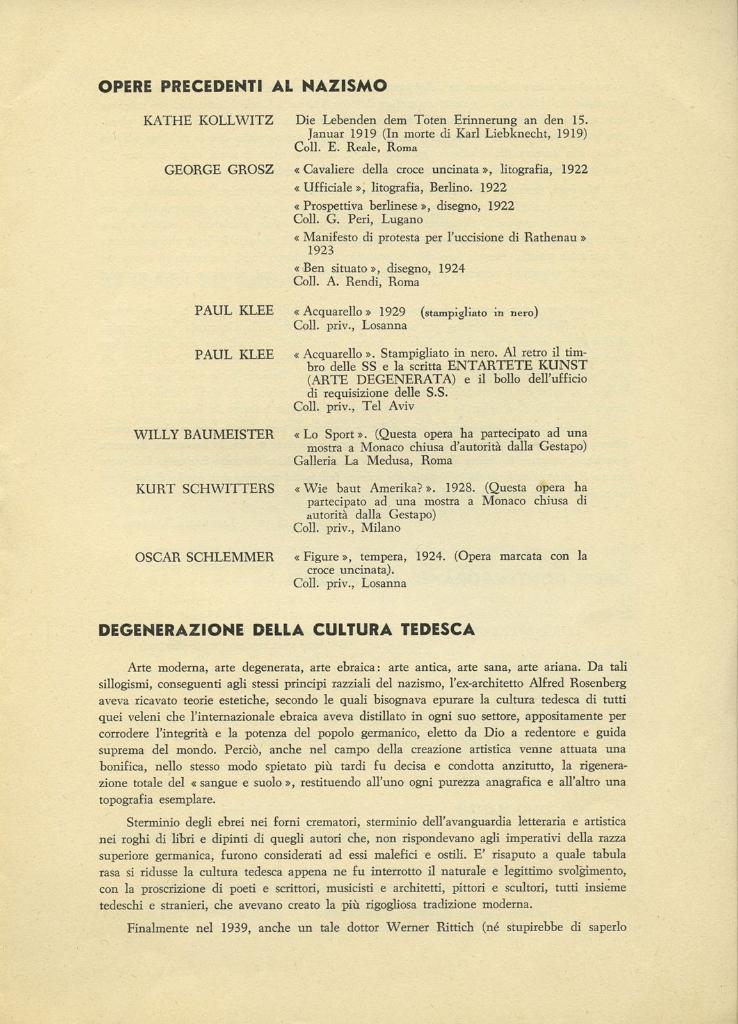 OPERE PRECEDENTI AL NAZISMO
KATHE KOLLWITZ Die Lebenden dem Toten Erinnerung an den 15.
Januar 1919 (In morte di Karl Liebknecht, 1919)
Coll. E. Reale, Roma
GEORGE GROSZ « Cavaliere della croce uncinata », litografia, 1922
« Ufficiale », litografia, Berlino. 1922
« Prospettiva berlinese », disegno, 1922
Coll. G. Peri, Lugano
« Manifesto di protesta per l'uccisione di Rathenau »
1923
« Ben situato », disegno, 1924
Coll. A. Rendi, Roma
PAUL KLEE « Acquarello » 1929 (stampigliato in nero)
Coll. priv., Losanna
PAUL KLEE « Acquarello ». Stampigliato in nero. Al retro il tim-
bro delle SS e la scritta ENTARTETE KUNST
(ARTE DEGENERATA) e il bollo dell'ufficio
di requisizione delle S.S.
Coll. priv., Tel Aviv
WILLY BAUMEISTER « Lo Sport ». (Questa opera ha partecipato ad una
mostra a Monaco chiusa d'autorità dalla Gestapo)
Galleria La Medusa, Roma
KURT SCHWITTERS « Wie baut Amerika? ». 1928. (Questa opera ha
partecipato ad una mostra a Monaco chiusa di
autorità dalla Gestapo)
Coll. priv., Milano
OSCAR SCHLEMMER « Figure », tempera, 1924. (Opera marcata con la
croce uncinata).
Coll. priv., Losanna
DEGENERAZIONE DELLA CULTURA TEDESCA
Arte moderna, arte degenerata, arte ebraica: arte antica, arte sana, arte ariana. Da tali
sillogismi, conseguenti agli stessi principi razziali del nazismo, l'ex-architetto Alfred Rosenberg
aveva ricavato teorie estetiche, secondo le quali bisognava epurare la cultura tedesca di tutti
quei veleni che l'internazionale ebraica aveva distillato in ogni suo settore, appositamente per
corrodere l'integrità e la potenza del popolo germanico, eletto da Dio a redentore e guida
suprema del mondo. Perciò, anche nel campo della creazione artistica venne attuata una
bonifica, nello stesso modo spietato più tardi fu decisa e condotta anzitutto, la rigenera-
zione totale del « sangue e suolo », restituendo all'uno ogni purezza anagrafica e all'altro una
topografia esemplare.
Sterminio degli ebrei nei forni crematori, sterminio dell'avanguardia letteraria e artistica
nei roghi di libri e dipinti di quegli autori che, non rispondevano agli imperativi della razza
superiore germanica, furono considerati ad essi malefici e ostili. E' risaputo a quale tabula
rasa si ridusse la cultura tedesca appena ne fu interrotto il naturale e legittimo svolgimento,
con la proscrizione di poeti e scrittori, musicisti e architetti, pittori e scultori, tutti insieme
tedeschi e stranieri, che avevano creato la più rigogliosa tradizione moderna.
Finalmente nel 1939, anche un tale dottor Werner Rittich (né stupirebbe di saperlo